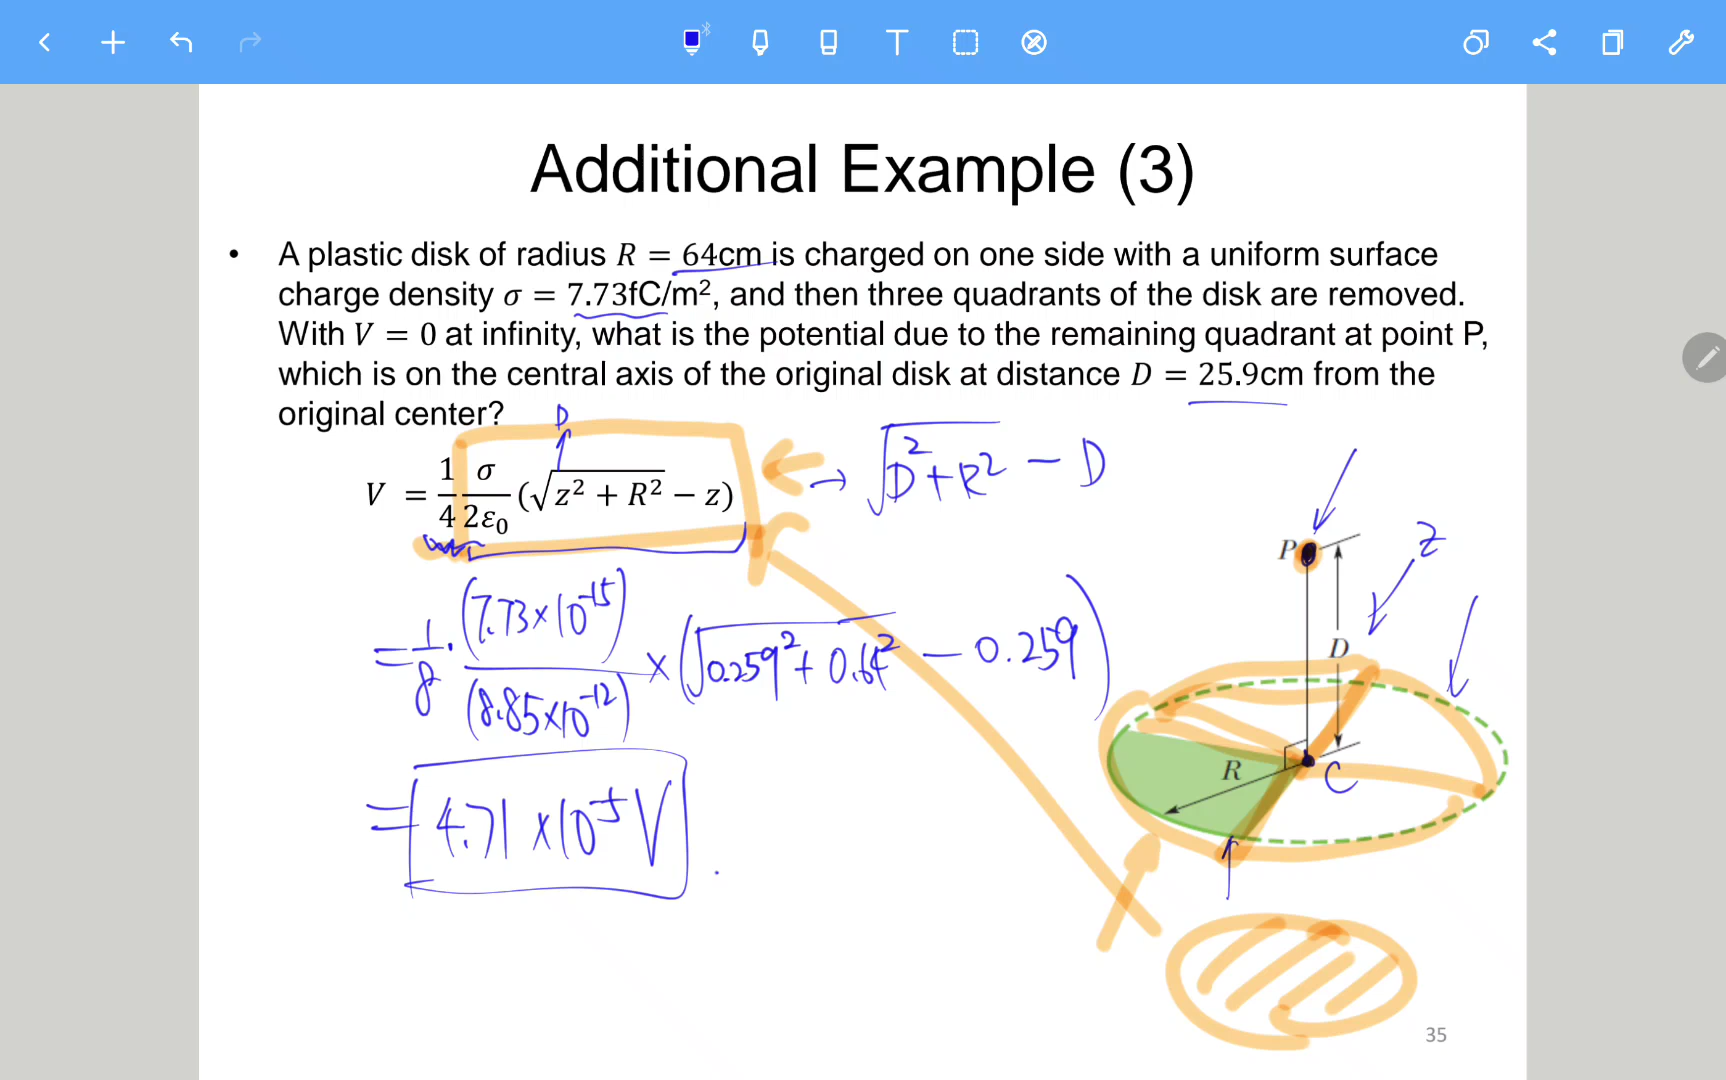 T
Additional Example (3)
• A plastic disk of radius R = 64cm is charged on one side with a uniform surface
charge density σ = 7.73fC/m², and then three quadrants of the disk are removed.
With V = 0 at infinity, what is the potential due to the remaining quadrant at point P,
which is on the central axis of the original disk at distance D = 25.9cm from the
original center?
D
V = 1/4 σ/2ε₀ (√z² + R² − z)
→ √D² + R² − D
= 1/8 · (7.73×10⁻¹⁵)/(8.85×10⁻¹²) × (√0.259² + 0.64² − 0.259)
= 4.71 ×10⁻⁵ V
P
z
D
R
C
35